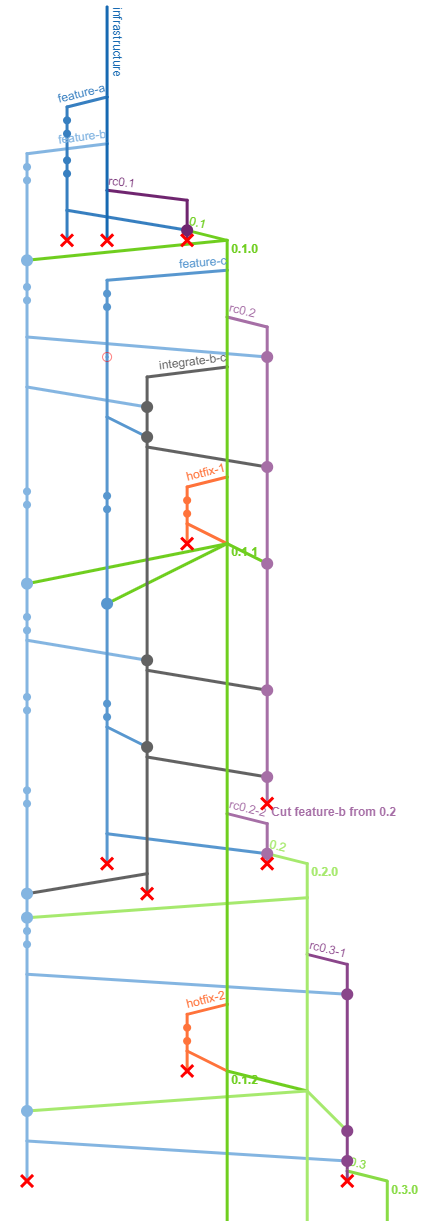 infrastructure
feature-a
feature-b
rc0.1
0.1
0.1.0
feature-c
rc0.2
integrate-b-c
hotfix-1
0.1.1
rc0.2-2
Cut feature-b from 0.2
0.2
0.2.0
rc0.3-1
hotfix-2
0.1.2
0.3
0.3.0